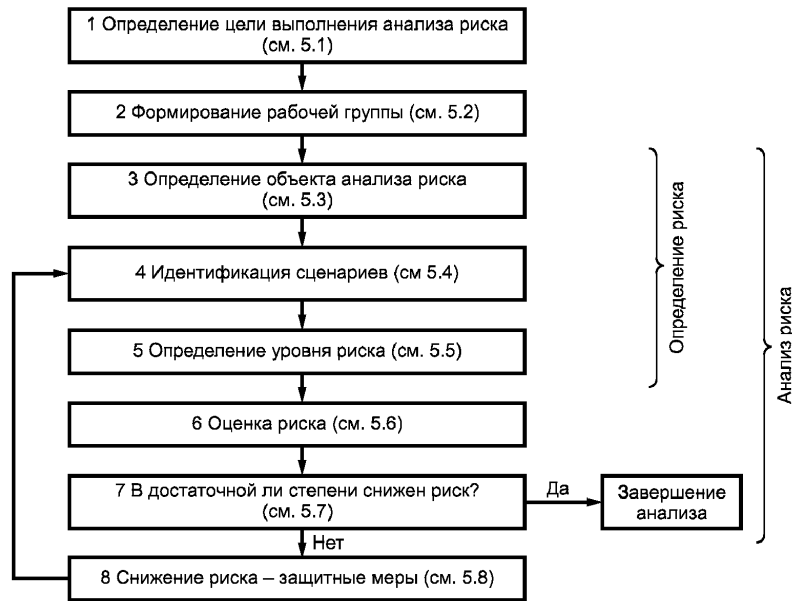 1 Определение цели выполнения анализа риска
(см. 5.1)
2 Формирование рабочей группы (см. 5.2)
3 Определение объекта анализа риска
(см. 5.3)
4 Идентификация сценариев (см 5.4)
5 Определение уровня риска (см. 5.5)
6 Оценка риска (см. 5.6)
7 В достаточной ли степени снижен риск?
(см. 5.7)
Да
Завершение
анализа
Нет
8 Снижение риска – защитные меры (см. 5.8)
Определение риска
Анализ риска